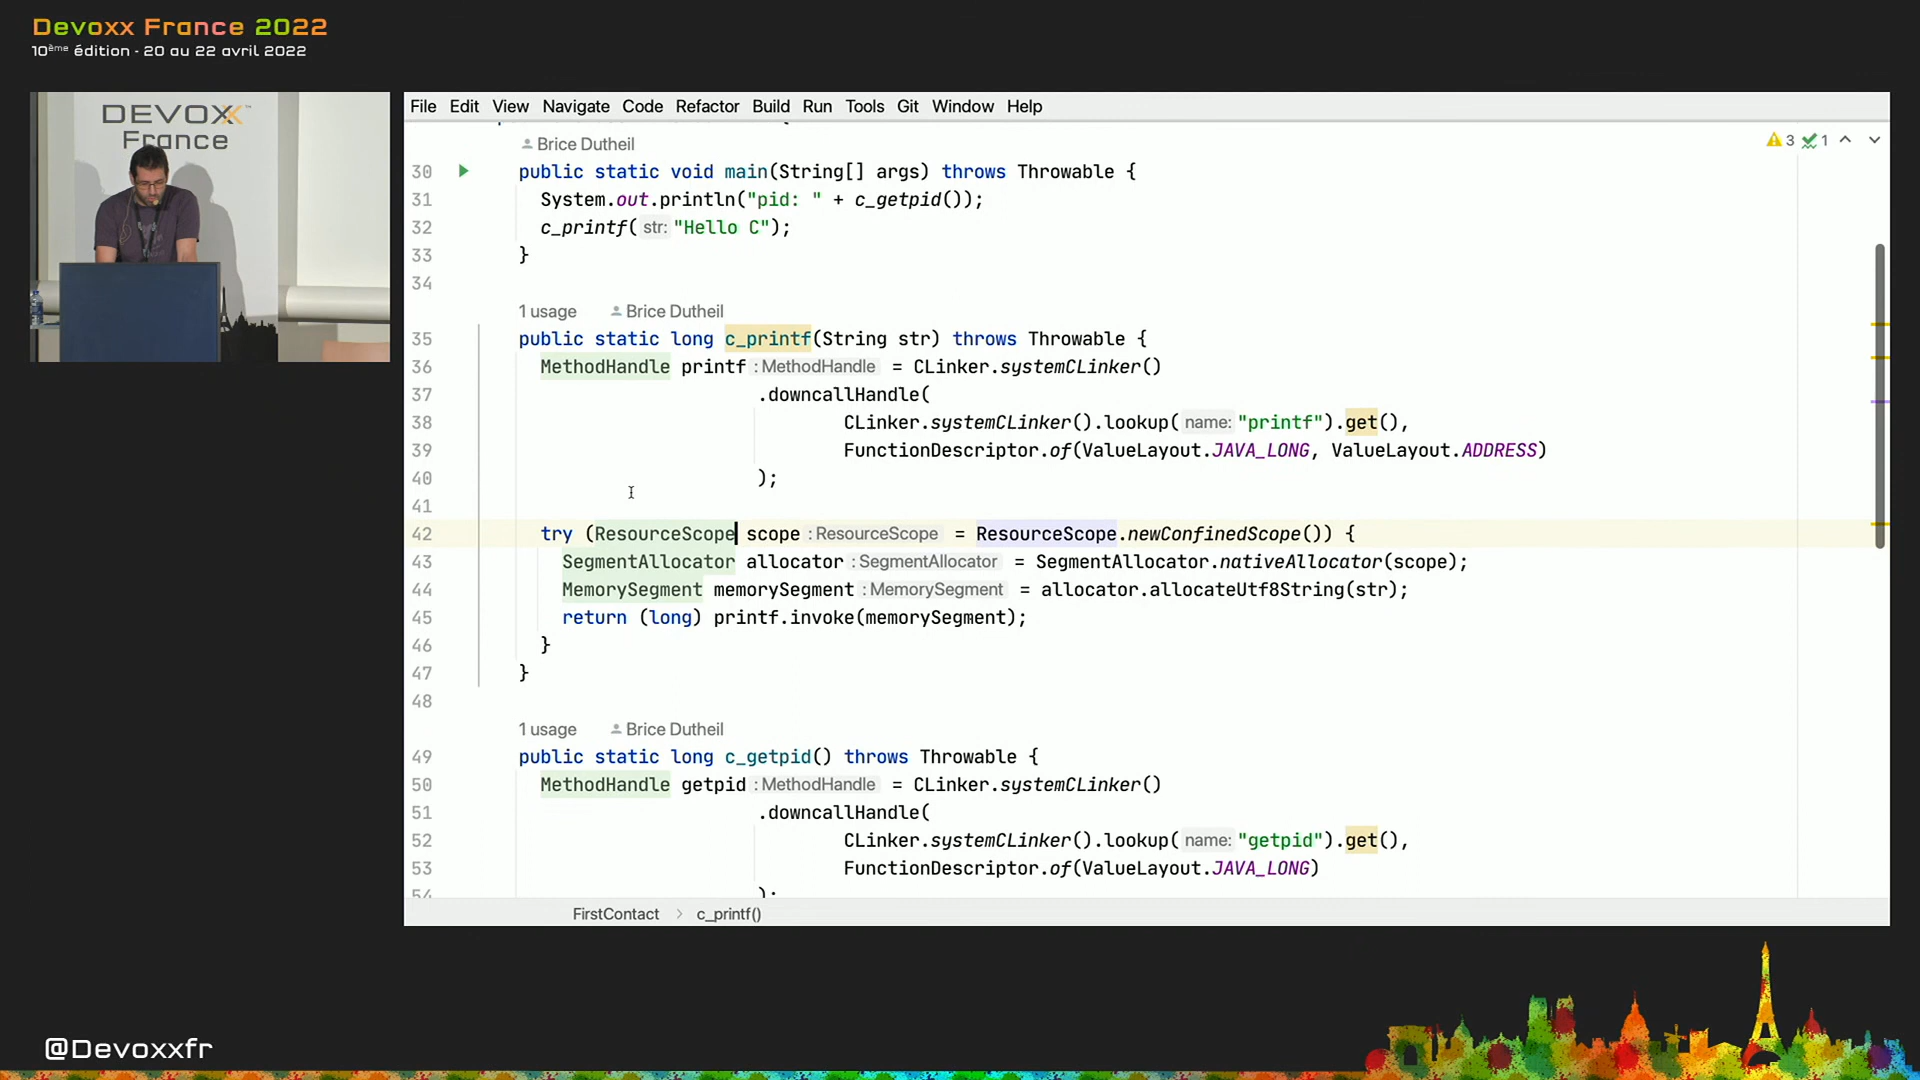 Devoxx France 2022
10ème édition - 20 au 22 avril 2022
DEVOXX™
France
File Edit View Navigate Code Refactor Build Run Tools Git Window Help
Brice Dutheil
3 1
30 public static void main(String[] args) throws Throwable {
31 System.out.println("pid: " + c_getpid());
32 c_printf( str: "Hello C");
33 }
34
1 usage Brice Dutheil
35 public static long c_printf(String str) throws Throwable {
36 MethodHandle printf : MethodHandle = CLinker.systemCLinker()
37 .downcallHandle(
38 CLinker.systemCLinker().lookup( name: "printf").get(),
39 FunctionDescriptor.of(ValueLayout.JAVA_LONG, ValueLayout.ADDRESS)
40 );
41
42 try (ResourceScope scope : ResourceScope = ResourceScope.newConfinedScope()) {
43 SegmentAllocator allocator : SegmentAllocator = SegmentAllocator.nativeAllocator(scope);
44 MemorySegment memorySegment : MemorySegment = allocator.allocateUtf8String(str);
45 return (long) printf.invoke(memorySegment);
46 }
47 }
48
1 usage Brice Dutheil
49 public static long c_getpid() throws Throwable {
50 MethodHandle getpid : MethodHandle = CLinker.systemCLinker()
51 .downcallHandle(
52 CLinker.systemCLinker().lookup( name: "getpid").get(),
53 FunctionDescriptor.of(ValueLayout.JAVA_LONG)
54 );
FirstContact > c_printf()
@Devoxxfr